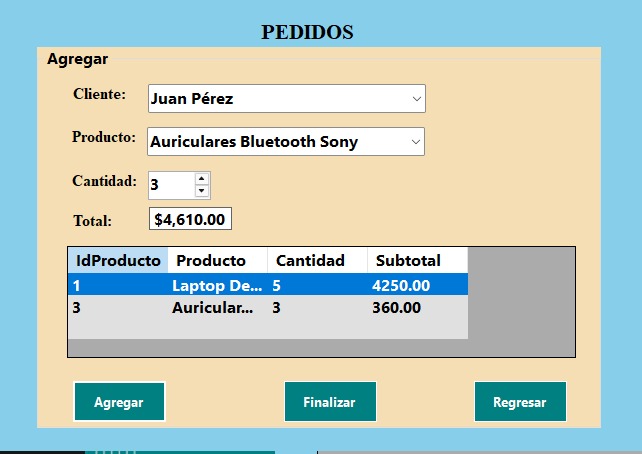 PEDIDOS
Agregar
Cliente: Juan Pérez
Producto: Auriculares Bluetooth Sony
Cantidad: 3
Total: $4,610.00
IdProducto Producto Cantidad Subtotal
1 Laptop De... 5 4250.00
3 Auricular... 3 360.00
Agregar Finalizar Regresar